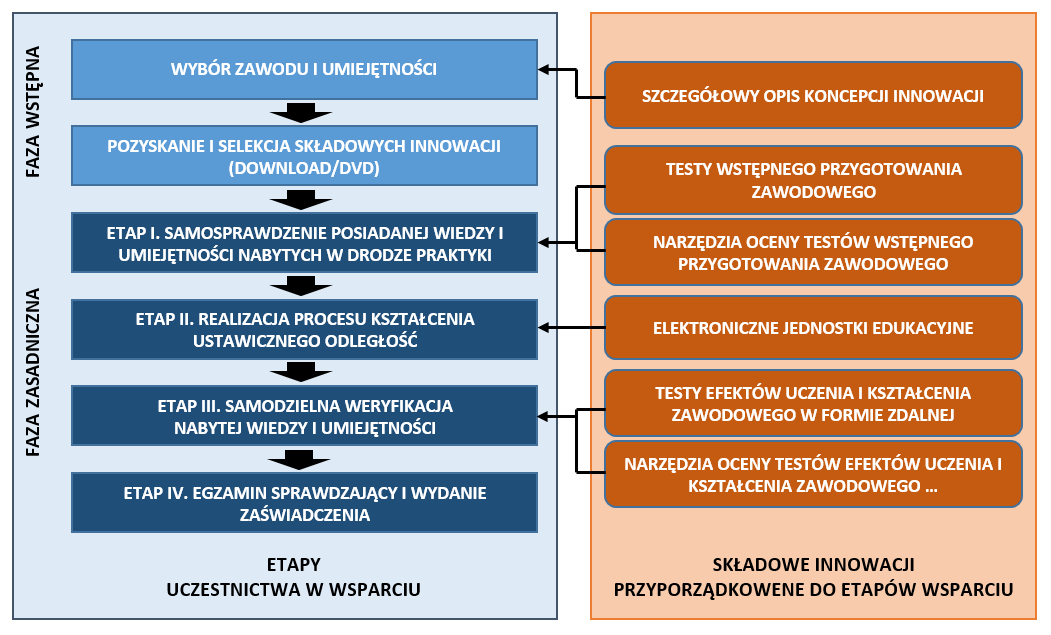 FAZA WSTĘPNA
WYBÓR ZAWODU I UMIEJĘTNOŚCI
POZYSKANIE I SELEKCJA SKŁADOWYCH INNOWACJI
(DOWNLOAD/DVD)
FAZA ZASADNICZNA
ETAP I. SAMOSPRAWDZENIE POSIADANEJ WIEDZY I
UMIEJĘTNOŚCI NABYTYCH W DRODZE PRAKTYKI
ETAP II. REALIZACJA PROCESU KSZTAŁCENIA
USTAWICZNEGO ODLEGŁOŚĆ
ETAP III. SAMODZIELNA WERYFIKACJA
NABYTEJ WIEDZY I UMIEJĘTNOŚCI
ETAP IV. EGZAMIN SPRAWDZAJĄCY I WYDANIE
ZAŚWIADCZENIA
ETAPY
UCZESTNICTWA W WSPARCIU
SZCZEGÓŁOWY OPIS KONCEPCJI INNOWACJI
TESTY WSTĘPNEGO PRZYGOTOWANIA
ZAWODOWEGO
NARZĘDZIA OCENY TESTÓW WSTĘPNEGO
PRZYGOTOWANIA ZAWODOWEGO
ELEKTRONICZNE JEDNOSTKI EDUKACYJNE
TESTY EFEKTÓW UCZENIA I KSZTAŁCENIA
ZAWODOWEGO W FORMIE ZDALNEJ
NARZĘDZIA OCENY TESTÓW EFEKTÓW UCZENIA I
KSZTAŁCENIA ZAWODOWEGO ...
SKŁADOWE INNOWACJI
PRZYPORZĄDKOWENE DO ETAPÓW WSPARCIU